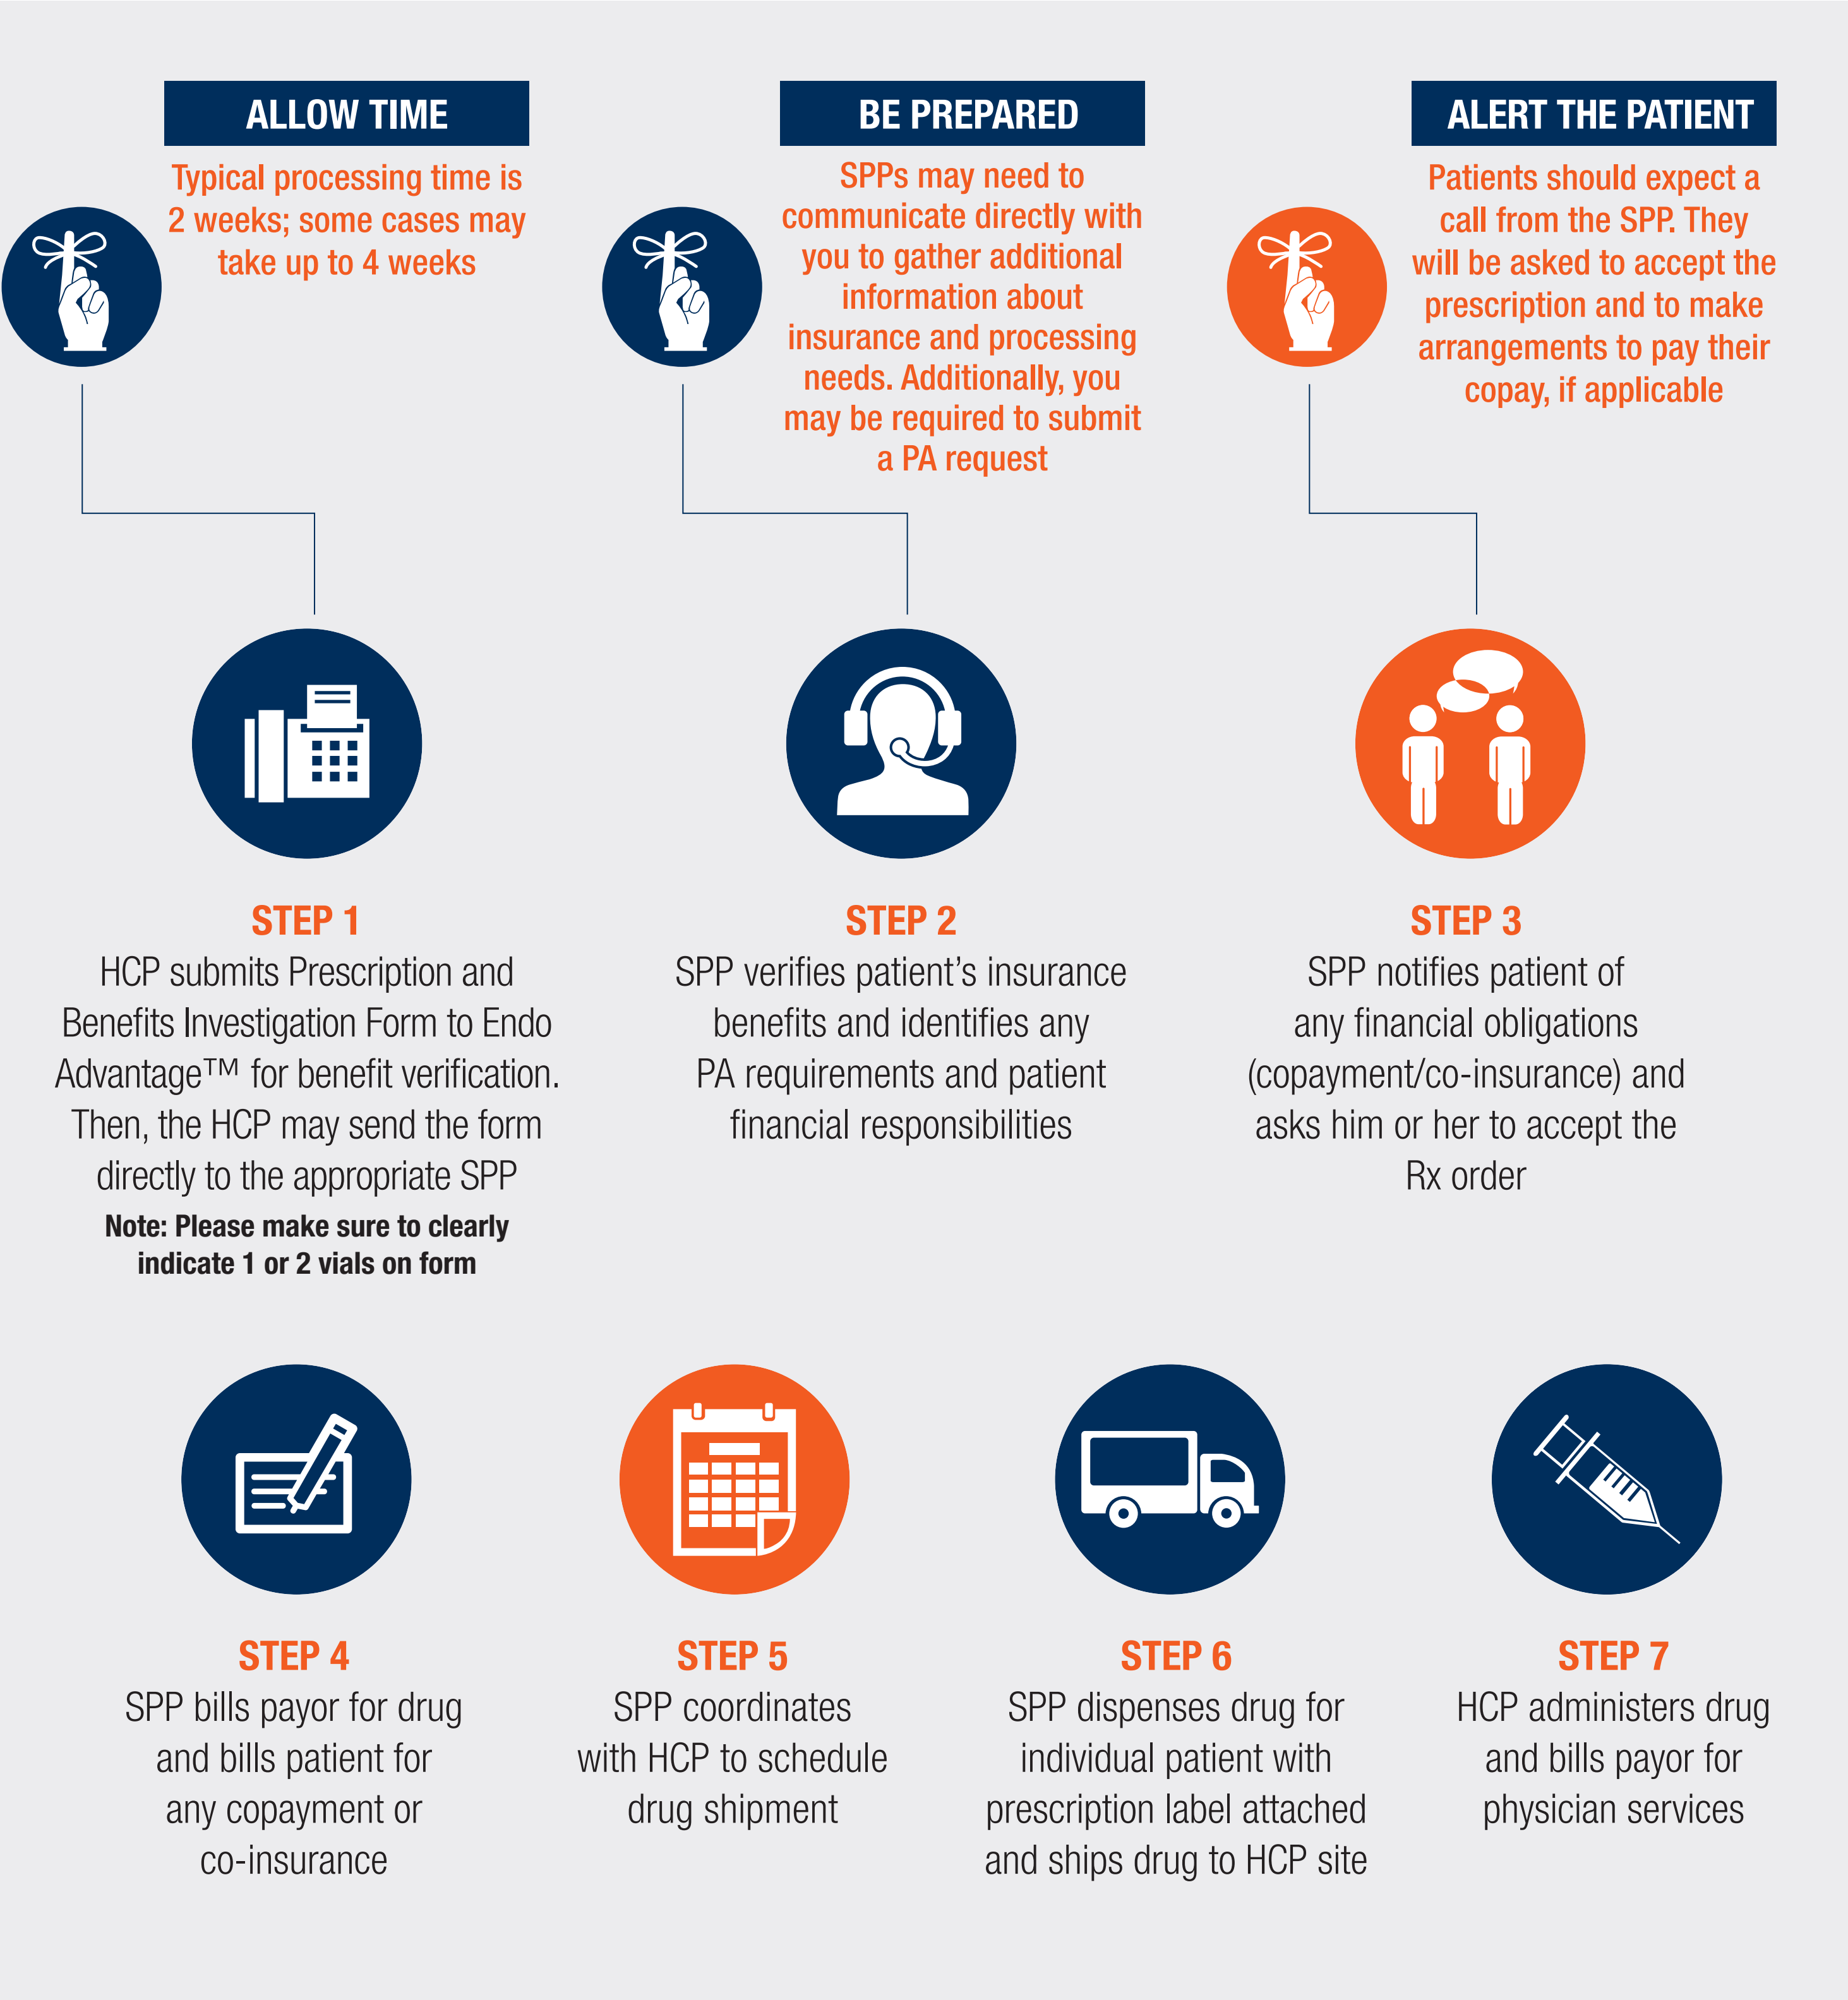 ALLOW TIME
Typical processing time is
2 weeks; some cases may
take up to 4 weeks
BE PREPARED
SPPs may need to
communicate directly with
you to gather additional
information about
insurance and processing
needs. Additionally, you
may be required to submit
a PA request
ALERT THE PATIENT
Patients should expect a
call from the SPP. They
will be asked to accept the
prescription and to make
arrangements to pay their
copay, if applicable
STEP 1
HCP submits Prescription and
Benefits Investigation Form to Endo
Advantage™ for benefit verification.
Then, the HCP may send the form
directly to the appropriate SPP
Note: Please make sure to clearly
indicate 1 or 2 vials on form
STEP 2
SPP verifies patient’s insurance
benefits and identifies any
PA requirements and patient
financial responsibilities
STEP 3
SPP notifies patient of
any financial obligations
(copayment/co-insurance) and
asks him or her to accept the
Rx order
STEP 4
SPP bills payor for drug
and bills patient for
any copayment or
co-insurance
STEP 5
SPP coordinates
with HCP to schedule
drug shipment
STEP 6
SPP dispenses drug for
individual patient with
prescription label attached
and ships drug to HCP site
STEP 7
HCP administers drug
and bills payor for
physician services